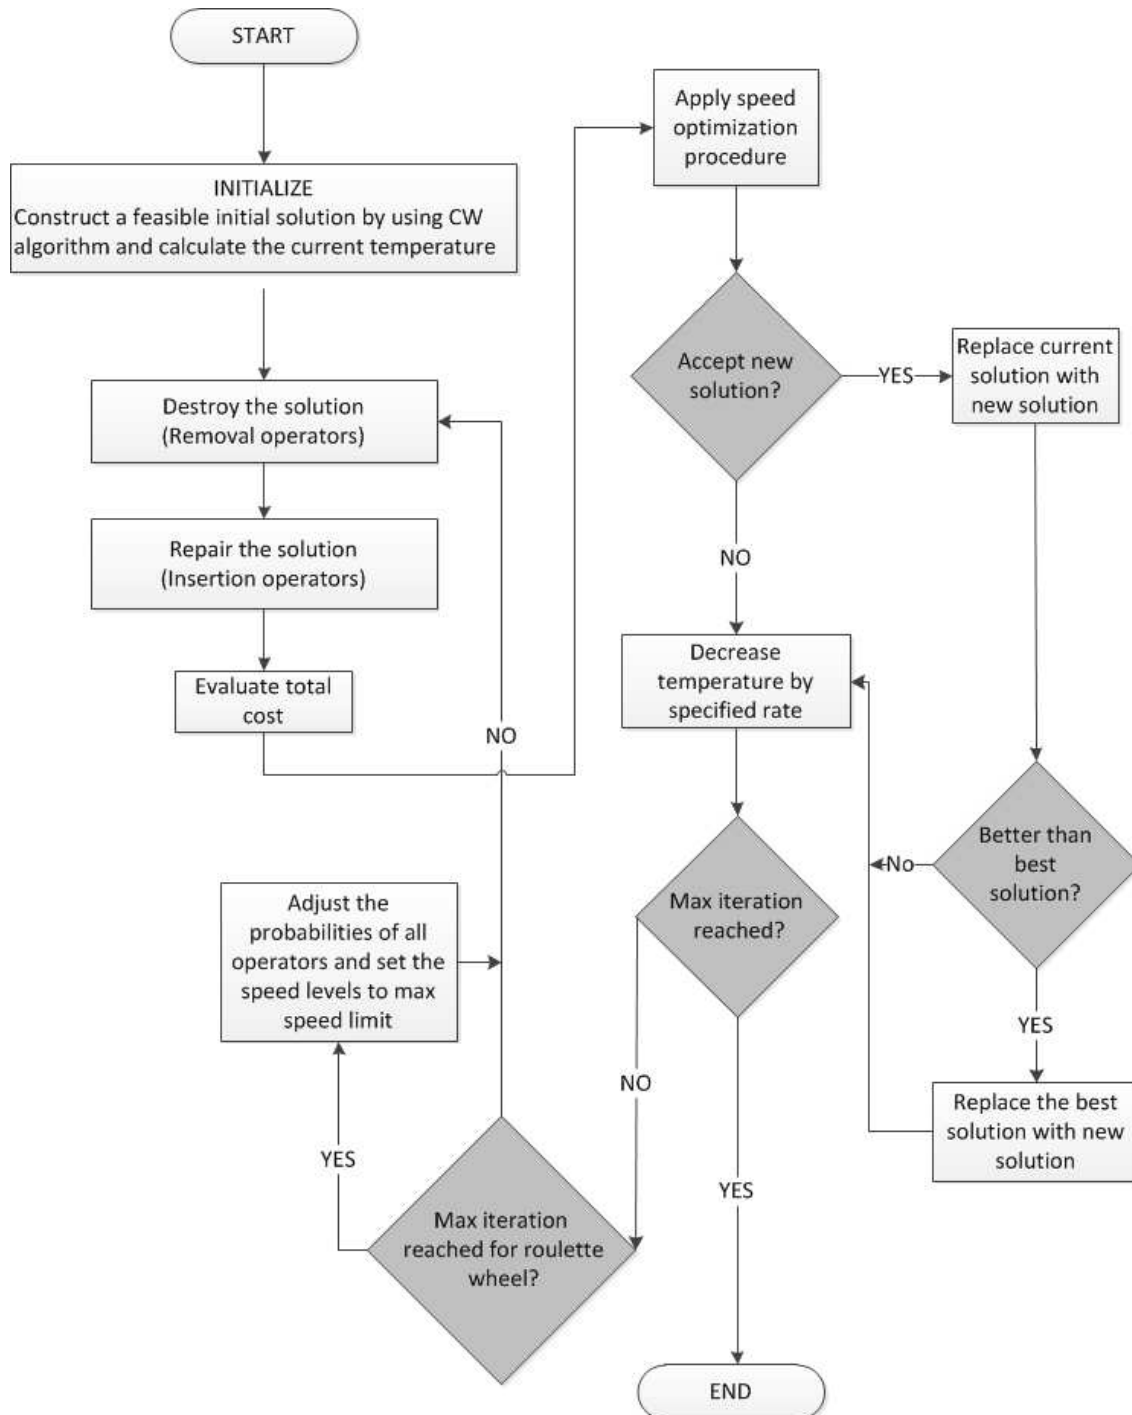 START
INITIALIZE
Construct a feasible initial solution by using CW
algorithm and calculate the current temperature
Destroy the solution
(Removal operators)
Repair the solution
(Insertion operators)
Evaluate total
cost
Apply speed
optimization
procedure
Accept new
solution?
YES
Replace current
solution with
new solution
NO
Decrease
temperature by
specified rate
Better than
best
solution?
No
YES
Replace the best
solution with new
solution
Max iteration
reached?
NO
YES
Max iteration
reached for roulette
wheel?
YES
Adjust the
probabilities of all
operators and set the
speed levels to max
speed limit
NO
END